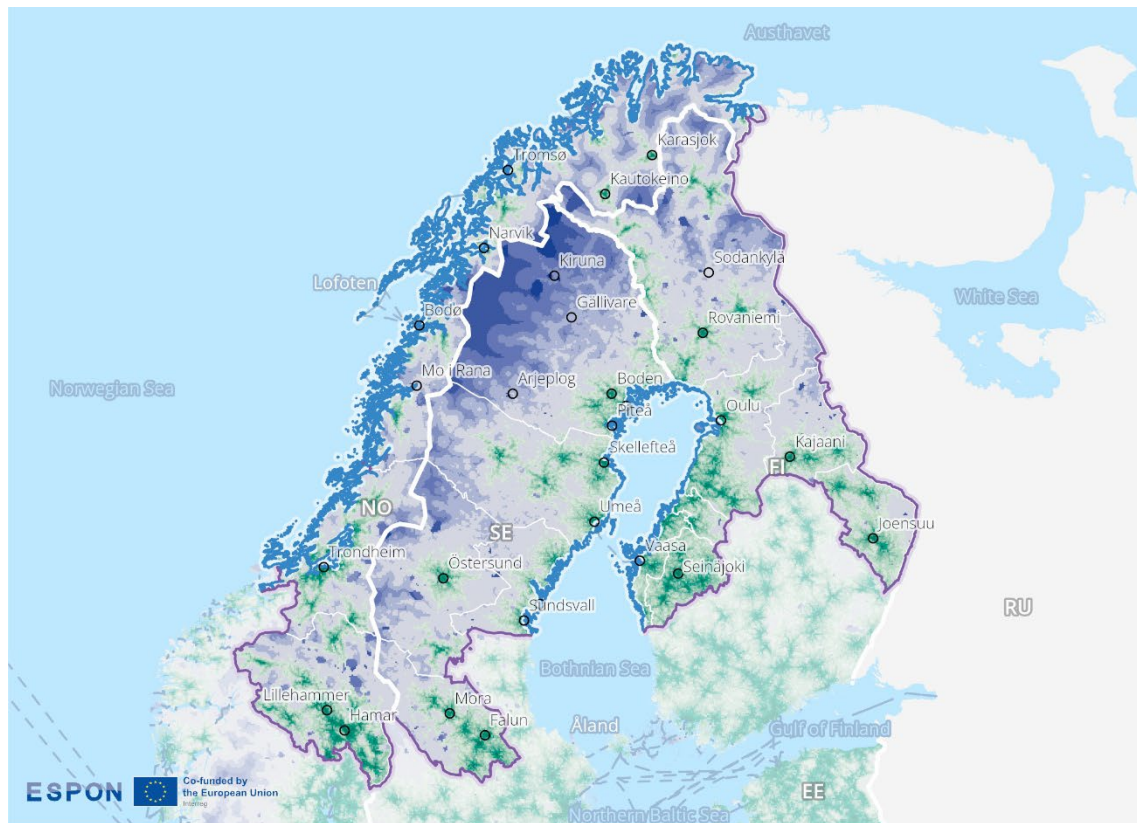 Austhavet
Karasjok
Tromsø
Kautokeino
Narvik
Kiruna
Sodankylä
Lofoten
White Sea
Gällivare
Bodø
Rovaniemi
Norwegian Sea
Mo i Rana
Arjeplog
Boden
Piteå
Oulu
Skellefteå
Kajaani
FI
NO
Umeå
SE
Joensuu
Trondheim
Vaasa
Östersund
Seinäjoki
Sundsvall
RU
Bothnian Sea
Lillehammer
Mora
Hamar
Falun
Åland
Gulf of Finland
ESPON
Co-funded by
the European Union
Interreg
EE
Northern Baltic Sea